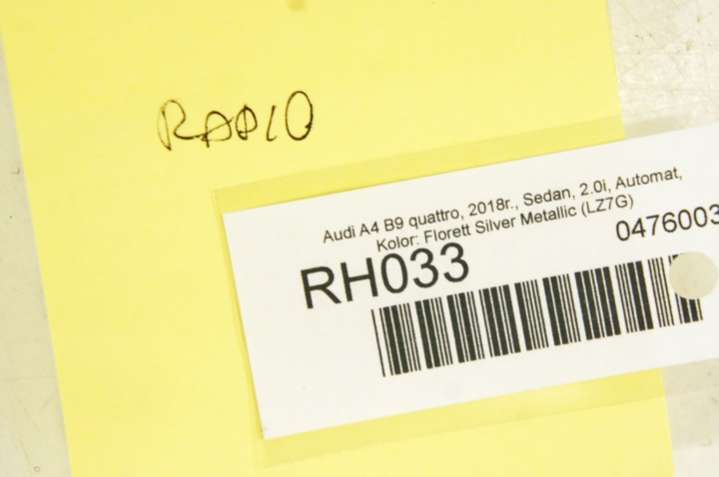 RADIO
Audi A4 B9 quattro, 2018r., Sedan, 2.0i, Automat,
Kolor: Florett Silver Metallic (LZ7G)
RH033
0476003